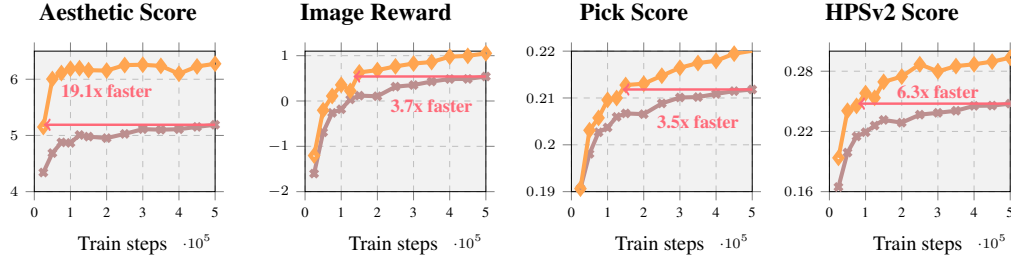 Aesthetic Score
6
5
4
19.1x faster
0 1 2 3 4 5
Train steps ·10⁵
Image Reward
1
0
−1
−2
3.7x faster
0 1 2 3 4 5
Train steps ·10⁵
Pick Score
0.22
0.21
0.2
0.19
3.5x faster
0 1 2 3 4 5
Train steps ·10⁵
HPSv2 Score
0.28
0.22
0.16
6.3x faster
0 1 2 3 4 5
Train steps ·10⁵